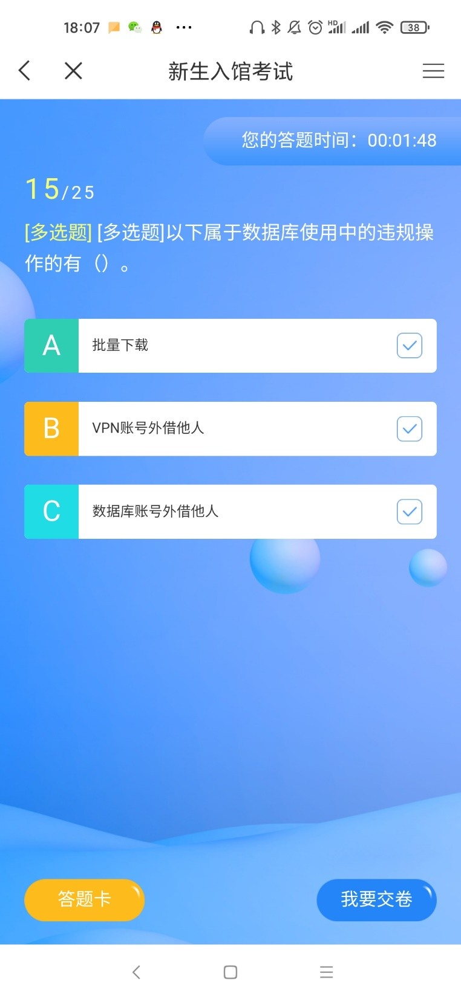 18:07
HD
38
新生入馆考试
您的答题时间：00:01:48
15/25
[多选题] [多选题]以下属于数据库使用中的违规操
作的有（）。
A 批量下载
B VPN账号外借他人
C 数据库账号外借他人
答题卡
我要交卷